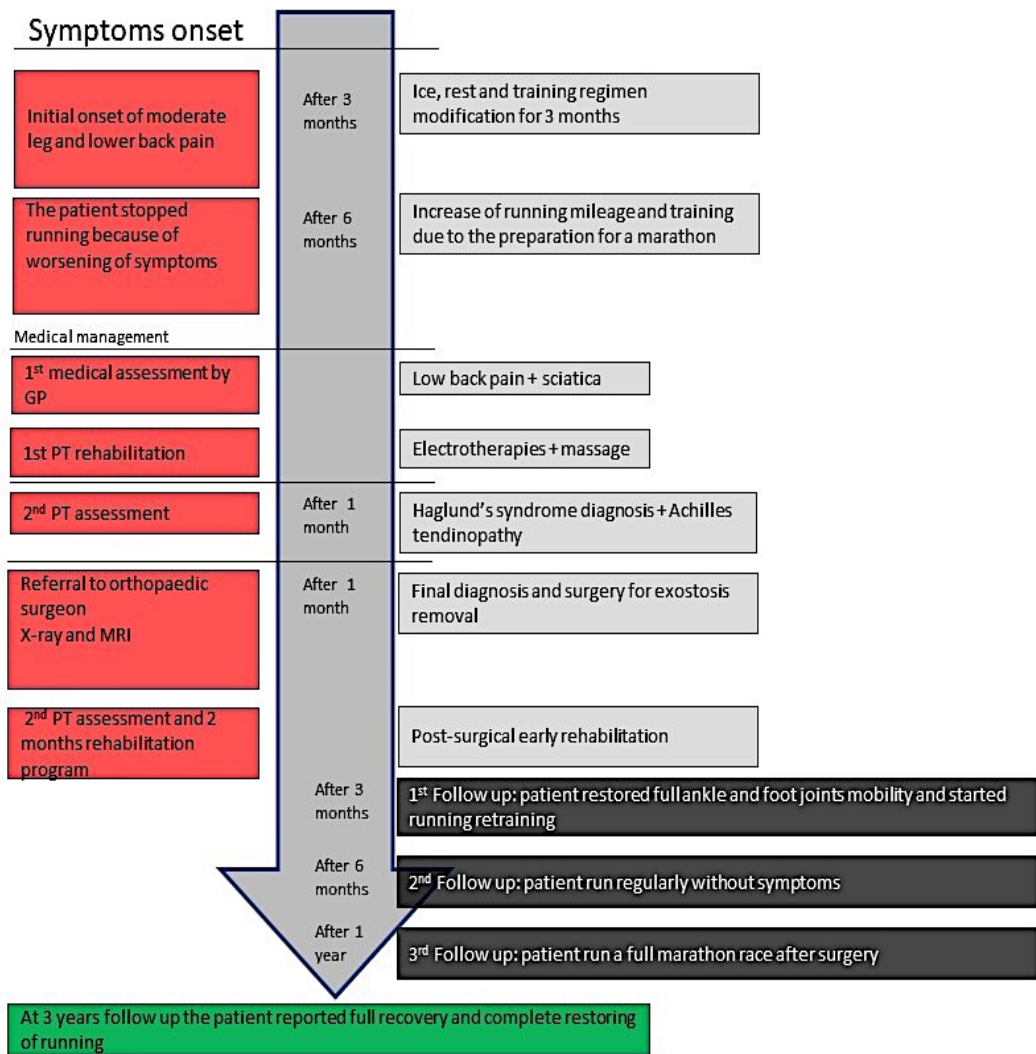 Symptoms onset
Initial onset of moderate
leg and lower back pain
After 3
months
Ice, rest and training regimen
modification for 3 months
The patient stopped
running because of
worsening of symptoms
After 6
months
Increase of running mileage and training
due to the preparation for a marathon
Medical management
1st medical assessment by
GP
Low back pain + sciatica
1st PT rehabilitation
Electrotherapies + massage
2nd PT assessment
After 1
month
Haglund's syndrome diagnosis + Achilles
tendinopathy
Referral to orthopaedic
surgeon
X-ray and MRI
After 1
month
Final diagnosis and surgery for exostosis
removal
2nd PT assessment and 2
months rehabilitation
program
Post-surgical early rehabilitation
After 3
months
1st Follow up: patient restored full ankle and foot joints mobility and started
running retraining
After 6
months
2nd Follow up: patient run regularly without symptoms
After 1
year
3rd Follow up: patient run a full marathon race after surgery
At 3 years follow up the patient reported full recovery and complete restoring
of running